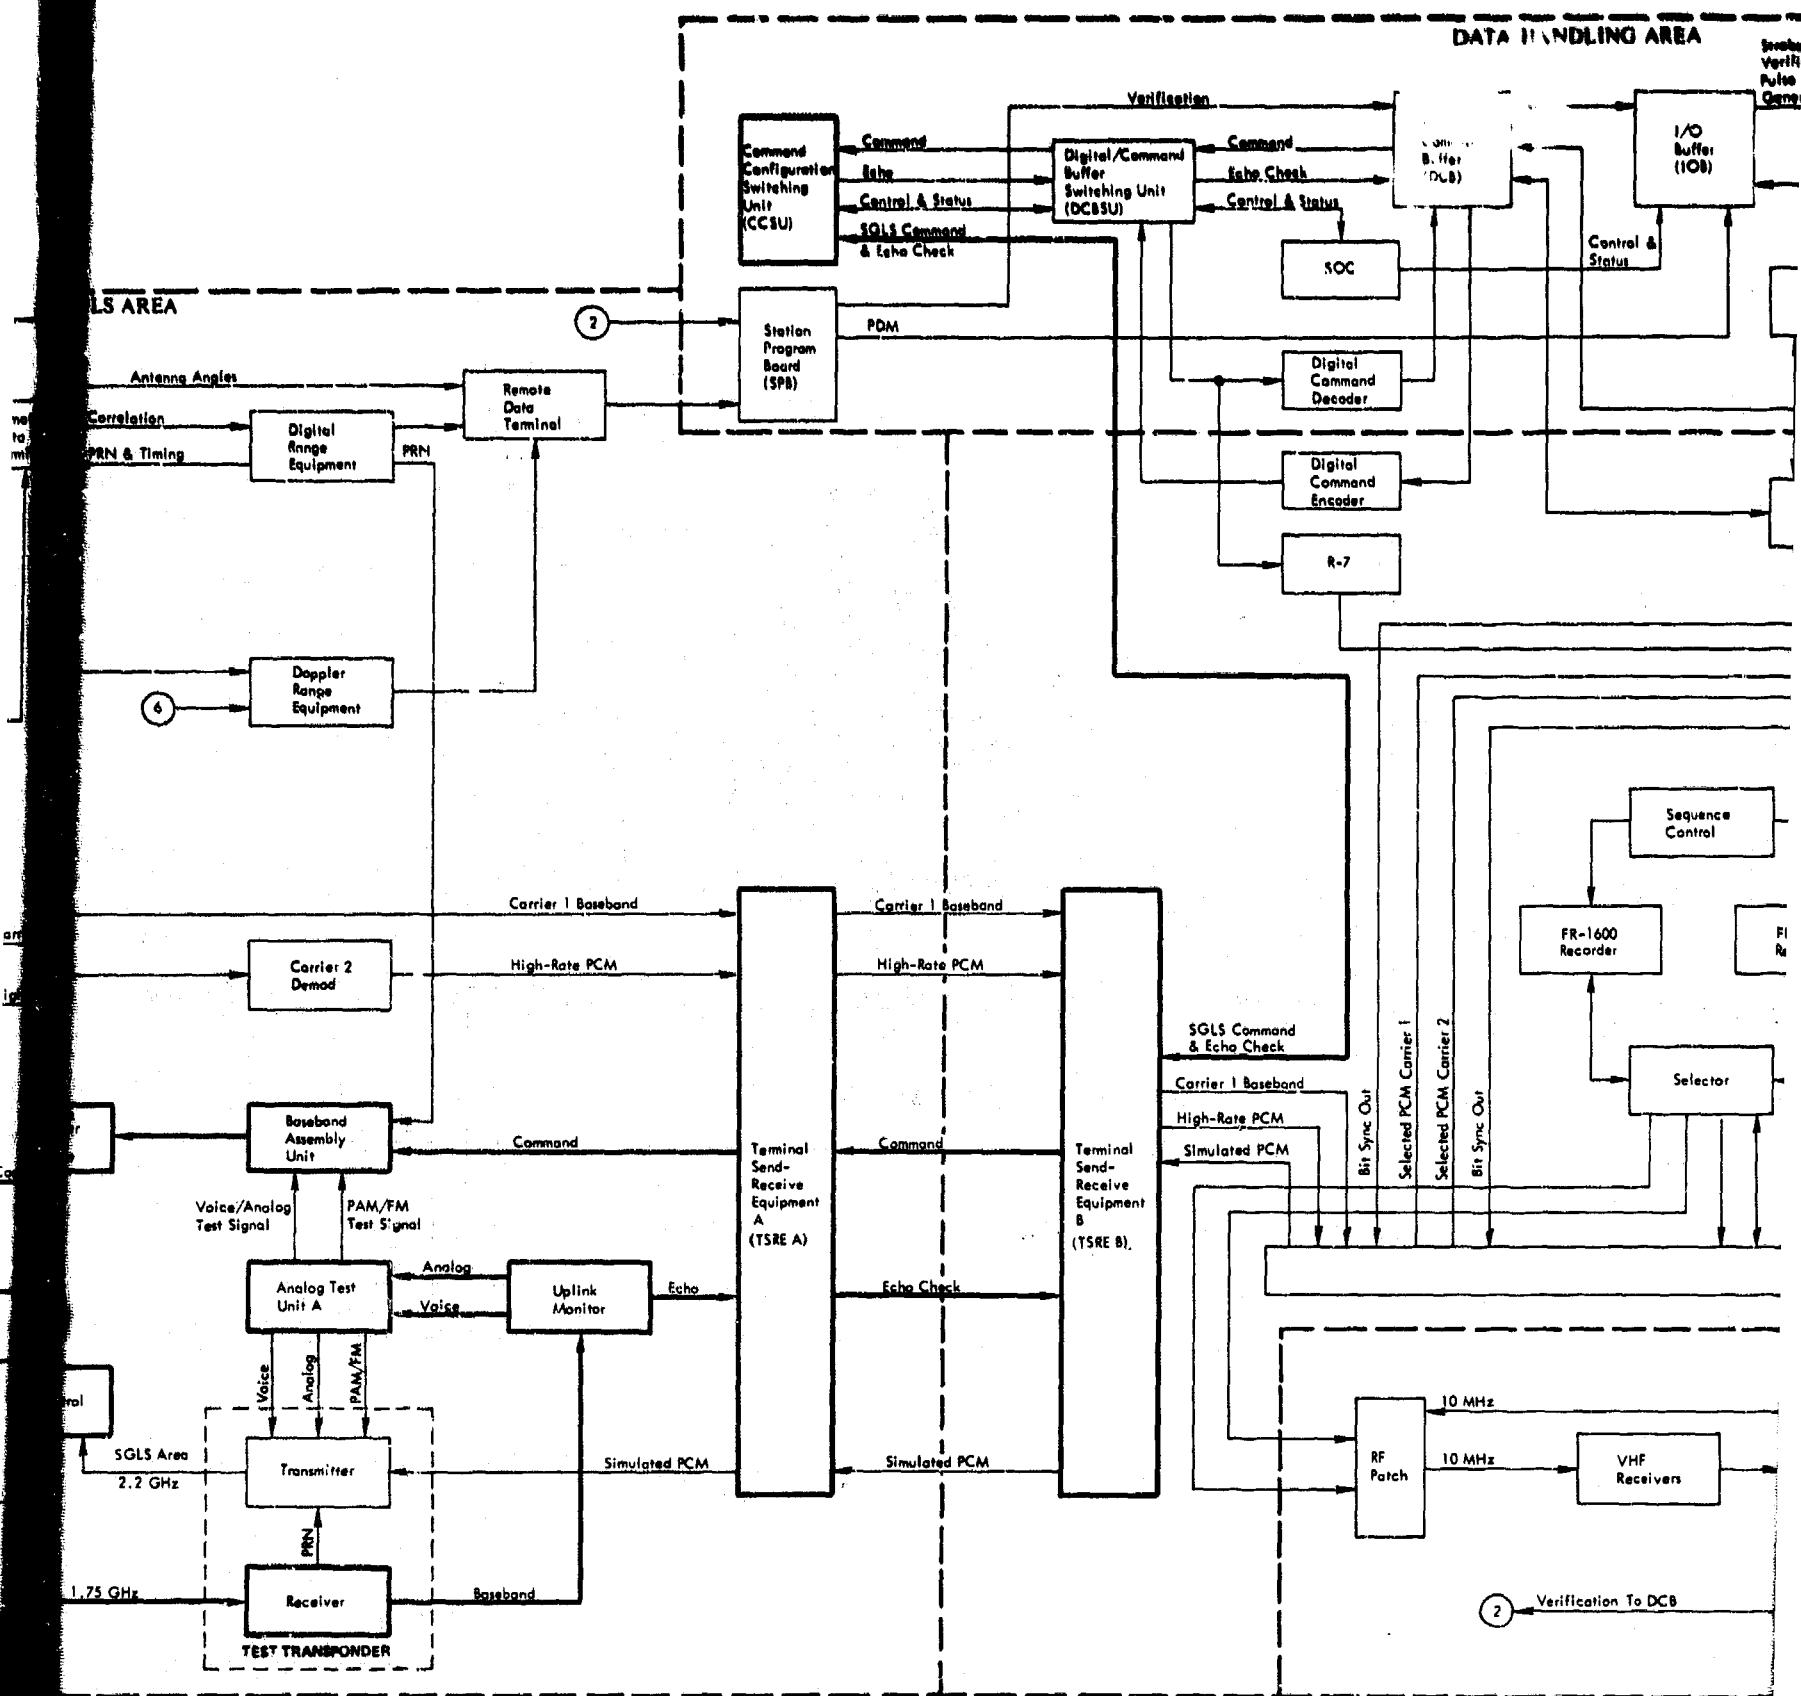 DATA HANDLING AREA
Verification
Pulse
Command
Configuration
Switching
Unit
(CCSU)
Command
Echo
Control & Status
SGLS Command
& Echo Check
Digital/Command
Buffer
Switching Unit
(DCBSU)
Verification
Command
Echo Check
Control & Status
Buffer
(DCB)
I/O
Buffer
(IOB)
SOC
Control &
Status
LS AREA
2
Station
Program
Board
(SPB)
PDM
Digital
Command
Decoder
Antenna Angles
Remote
Data
Terminal
Correlation
PRN & Timing
Digital
Range
Equipment
PRN
Digital
Command
Encoder
R-7
Doppler
Range
Equipment
6
Sequence
Control
FR-1600
Recorder
Selector
Carrier 1 Baseband
Carrier 1 Baseband
Carrier 2
Demod
High-Rate PCM
High-Rate PCM
SGLS Command
& Echo Check
Carrier 1 Baseband
High-Rate PCM
Simulated PCM
Bit Sync Out
Selected PCM Carrier 1
Selected PCM Carrier 2
Bit Sync Out
Baseband
Assembly
Unit
Command
Command
Terminal
Send-
Receive
Equipment
A
(TSRE A)
Terminal
Send-
Receive
Equipment
B
(TSRE B)
Voice/Analog
Test Signal
PAM/FM
Test Signal
Analog Test
Unit A
Analog
Voice
Uplink
Monitor
Echo
Echo Check
Voice
Analog
PAM/FM
SGLS Area
2.2 GHz
Transmitter
Simulated PCM
Simulated PCM
PRN
1.75 GHz
Receiver
Baseband
TEST TRANSPONDER
RF
Patch
10 MHz
10 MHz
VHF
Receivers
2
Verification To DCB